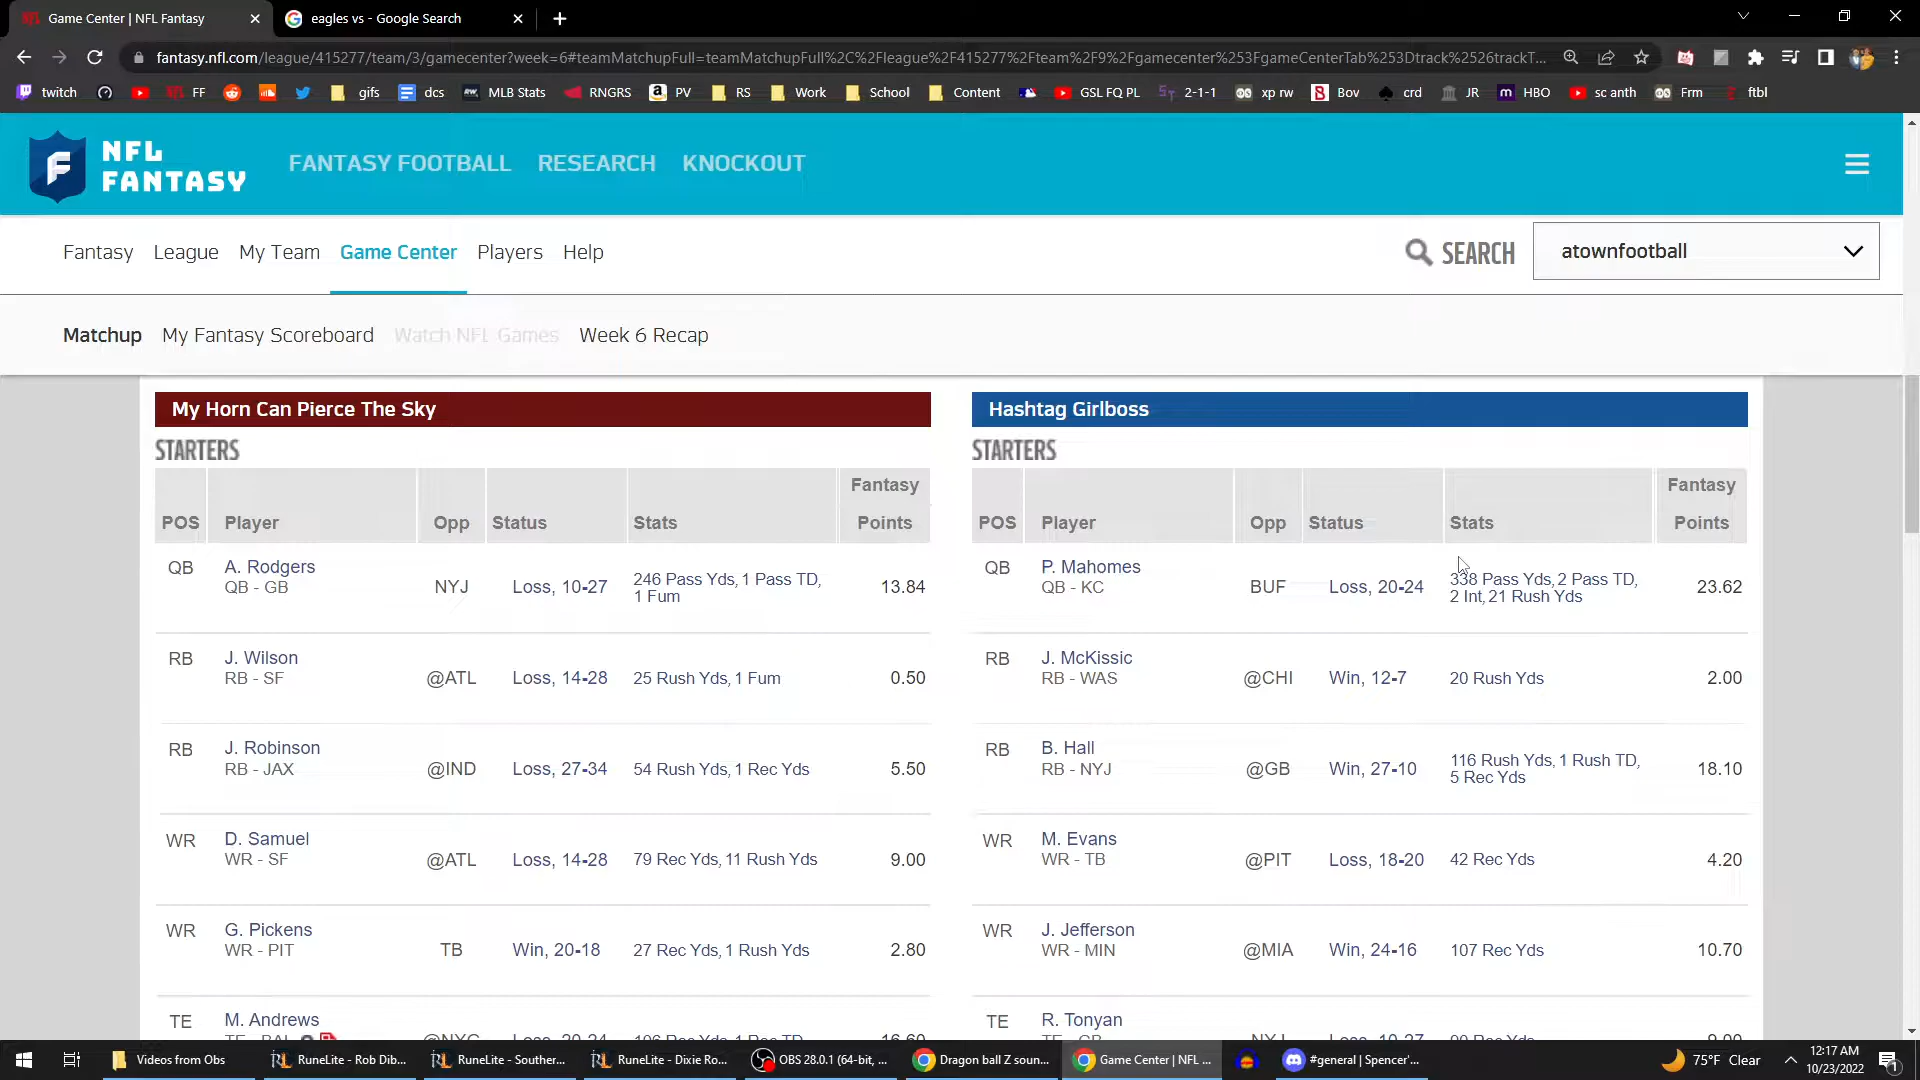 Game Center | NFL Fantasy
eagles vs - Google Search
fantasy.nfl.com/league/415277/team/3/gamecenter?week=6#teamMatchupFull=teamMatchupFull%2C%2Fleague%2F415277%2Fteam%2F9%2Fgamecenter%253FgameCenterTab%253Dtrack%2526trackT...
twitch FF gifs dcs MLB Stats RNGRS PV RS Work School Content GSL FQ PL 2-1-1 xp rw Bov crd JR HBO sc anth Frm ftbl
NFL FANTASY
FANTASY FOOTBALL RESEARCH KNOCKOUT
Fantasy League My Team Game Center Players Help SEARCH atownfootball
Matchup My Fantasy Scoreboard Watch NFL Games Week 6 Recap
My Horn Can Pierce The Sky
STARTERS
POS Player Opp Status Stats Fantasy Points
QB A. Rodgers NYJ Loss, 10-27 246 Pass Yds, 1 Pass TD, 13.84
QB - GB 1 Fum
RB J. Wilson @ATL Loss, 14-28 25 Rush Yds, 1 Fum 0.50
RB - SF
RB J. Robinson @IND Loss, 27-34 54 Rush Yds, 1 Rec Yds 5.50
RB - JAX
WR D. Samuel @ATL Loss, 14-28 79 Rec Yds, 11 Rush Yds 9.00
WR - SF
WR G. Pickens TB Win, 20-18 27 Rec Yds, 1 Rush Yds 2.80
WR - PIT
TE M. Andrews
Hashtag Girlboss
STARTERS
POS Player Opp Status Stats Fantasy Points
QB P. Mahomes BUF Loss, 20-24 338 Pass Yds, 2 Pass TD, 23.62
QB - KC 2 Int, 21 Rush Yds
RB J. McKissic @CHI Win, 12-7 20 Rush Yds 2.00
RB - WAS
RB B. Hall @GB Win, 27-10 116 Rush Yds, 1 Rush TD, 18.10
RB - NYJ 5 Rec Yds
WR M. Evans @PIT Loss, 18-20 42 Rec Yds 4.20
WR - TB
WR J. Jefferson @MIA Win, 24-16 107 Rec Yds 10.70
WR - MIN
TE R. Tonyan
Videos from Obs RuneLite - Rob Dib... RuneLite - Souther... RuneLite - Dixie Ro... OBS 28.0.1 (64-bit, ... Dragon ball Z soun... Game Center | NFL ... #general | Spencer'... 75°F Clear 12:17 AM
10/23/2022